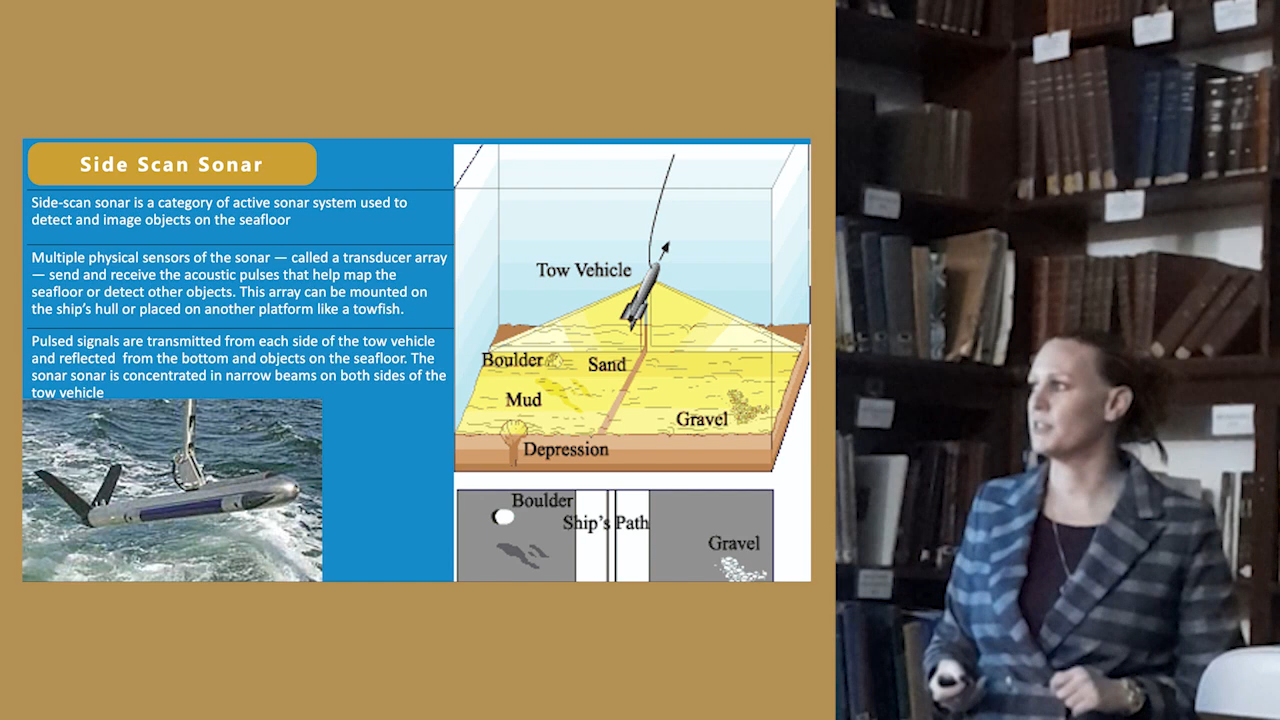 Side Scan Sonar
Side-scan sonar is a category of active sonar system used to
detect and image objects on the seafloor
Multiple physical sensors of the sonar — called a transducer array
— send and receive the acoustic pulses that help map the
seafloor or detect other objects. This array can be mounted on
the ship's hull or placed on another platform like a towfish.
Pulsed signals are transmitted from each side of the tow vehicle
and reflected  from the bottom and objects on the seafloor. The
sonar sonar is concentrated in narrow beams on both sides of the
tow vehicle
Tow Vehicle
Boulder
Sand
Mud
Gravel
Depression
Boulder
Ship's Path
Gravel